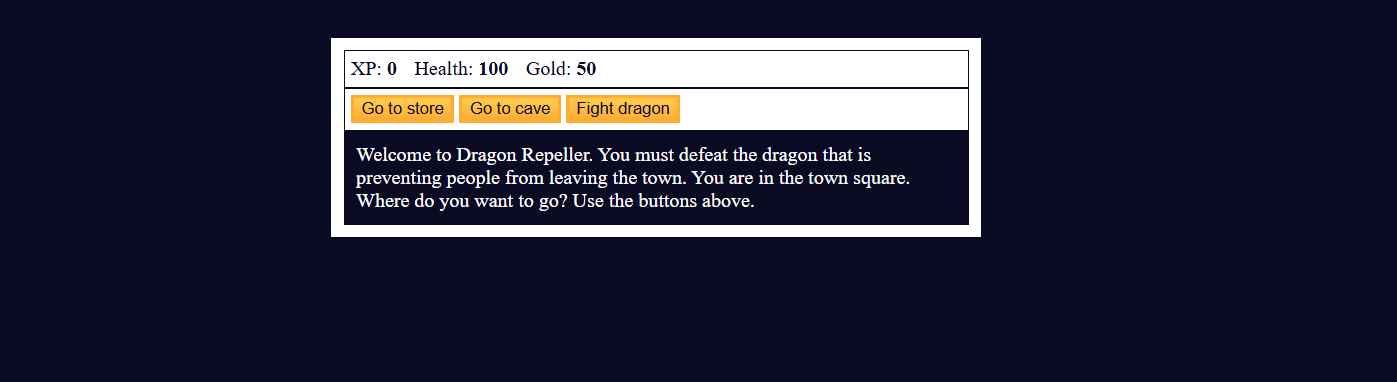 XP: 0 Health: 100 Gold: 50
Go to store Go to cave Fight dragon
Welcome to Dragon Repeller. You must defeat the dragon that is
preventing people from leaving the town. You are in the town square.
Where do you want to go? Use the buttons above.